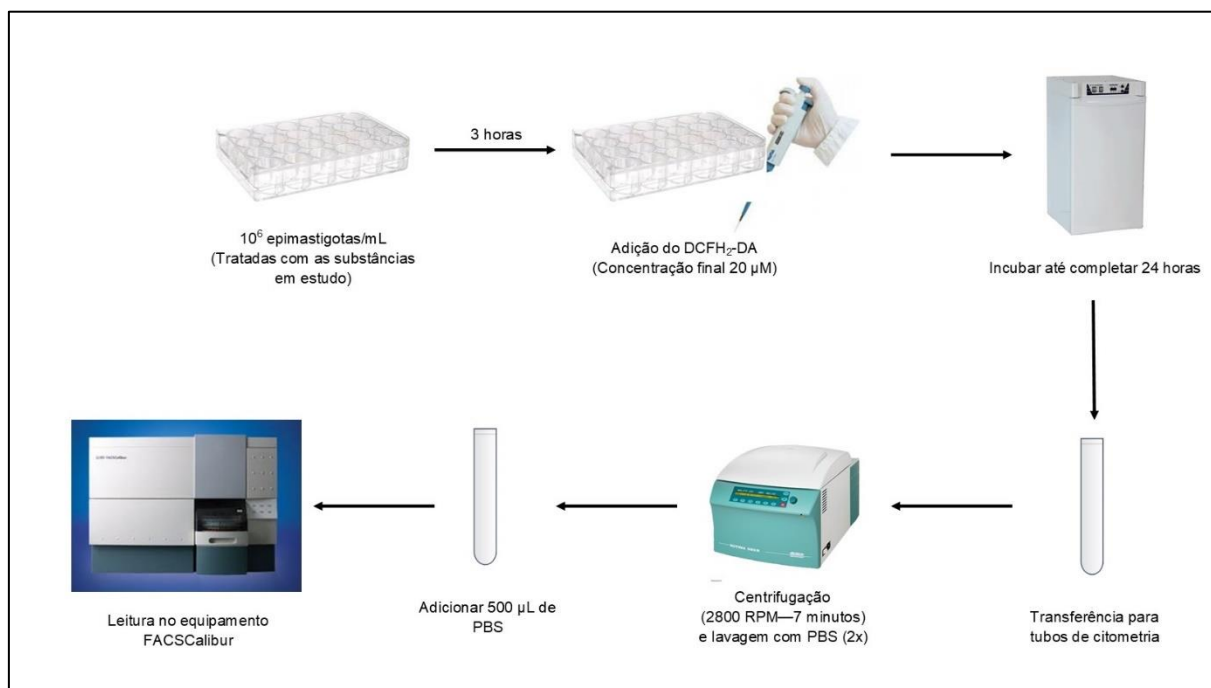 3 horas
10⁶ epimastigotas/mL
(Tratadas com as substâncias
em estudo)
Adição do DCFH₂-DA
(Concentração final 20 µM)
Incubar até completar 24 horas
Leitura no equipamento
FACSCalibur
Adicionar 500 µL de
PBS
Centrifugação
(2800 RPM—7 minutos)
e lavagem com PBS (2x)
Transferência para
tubos de citometria